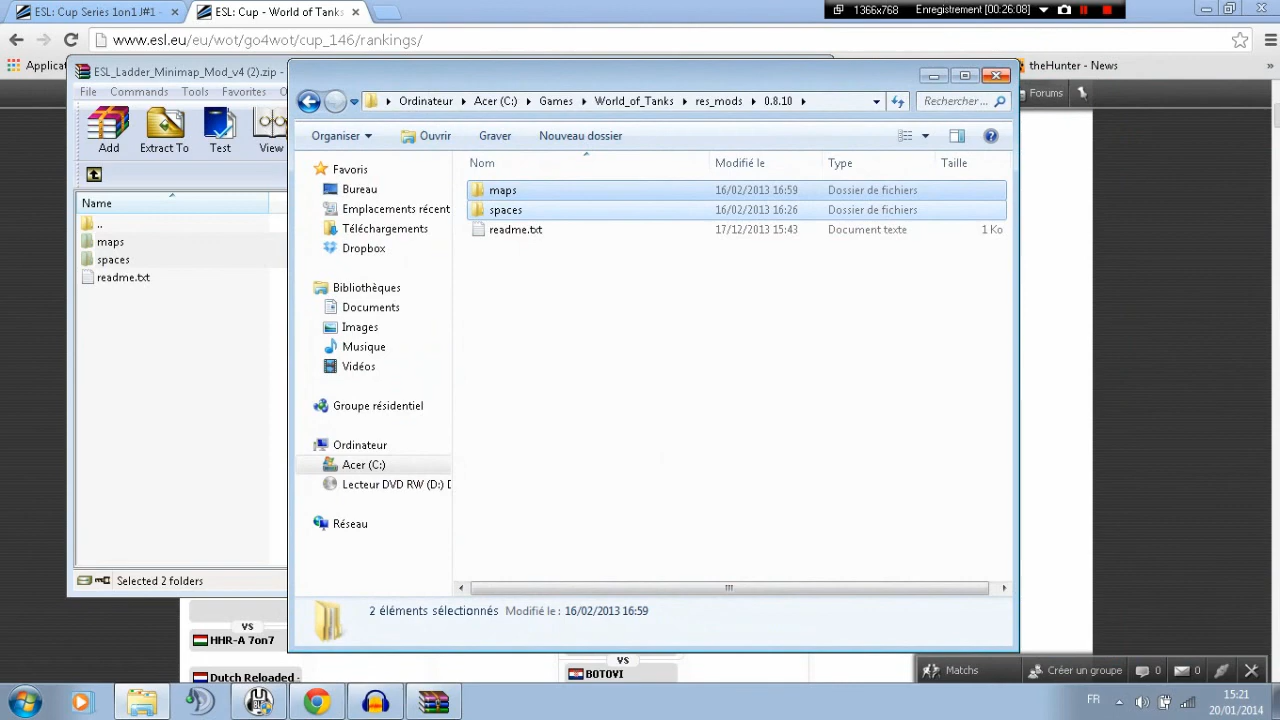 ESL: Cup Series 1on1 J#1
ESL: Cup - World of Tanks
1366x768
Enregistrement [00:26:08]
www.esl.eu/eu/wot/go4wot/cup_146/rankings/
theHunter - News
ESL_Ladder_Minimap_Mod_v4 (2).zip -
Forums
File Commands Tools
Ordinateur Acer (C:) Games World_of_Tanks res_mods 0.8.10
Rechercher...
Organiser Ouvrir Graver Nouveau dossier
Add Extract To Test View
Nom Modifié le Type Taille
maps 16/02/2013 16:59 Dossier de fichiers
spaces 16/02/2013 16:26 Dossier de fichiers
readme.txt 17/12/2013 15:43 Document texte 1 Ko
Favoris
Bureau
Emplacements récent
Téléchargements
Dropbox
Bibliothèques
Documents
Images
Musique
Vidéos
Groupe résidentiel
Ordinateur
Acer (C:)
Lecteur DVD RW (D:) D
Réseau
Name
..
maps
spaces
readme.txt
Selected 2 folders
2 éléments sélectionnés Modifié le : 16/02/2013 16:59
vs
HHR-A 7on7
vs
BOTOVI
Matchs
Créer un groupe
0
0
FR
15:21
20/01/2014